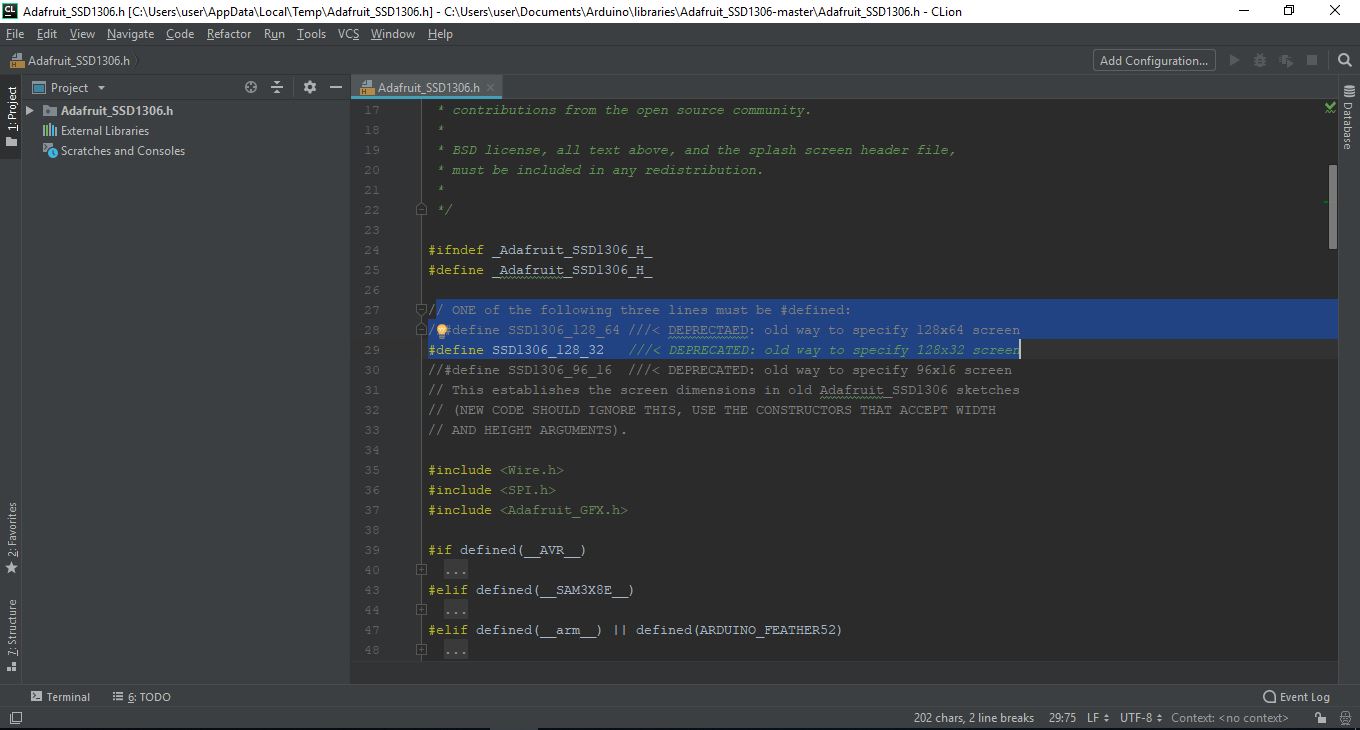 Adafruit_SSD1306.h [C:\Users\user\AppData\Local\Temp\Adafruit_SSD1306.h] - C:\Users\user\Documents\Arduino\libraries\Adafruit_SSD1306-master\Adafruit_SSD1306.h - CLion
File Edit View Navigate Code Refactor Run Tools VCS Window Help
Adafruit_SSD1306.h
Add Configuration...
1: Project
Project
Adafruit_SSD1306.h
External Libraries
Scratches and Consoles
2: Favorites
7: Structure
Adafruit_SSD1306.h
17 * contributions from the open source community.
18 *
19 * BSD license, all text above, and the splash screen header file,
20 * must be included in any redistribution.
21 *
22 */
23
24 #ifndef _Adafruit_SSD1306_H_
25 #define _Adafruit_SSD1306_H_
26
27 // ONE of the following three lines must be #defined:
28 /#define SSD1306_128_64 ///< DEPRECTAED: old way to specify 128x64 screen
29 #define SSD1306_128_32 ///< DEPRECATED: old way to specify 128x32 screen
30 //#define SSD1306_96_16 ///< DEPRECATED: old way to specify 96x16 screen
31 // This establishes the screen dimensions in old Adafruit_SSD1306 sketches
32 // (NEW CODE SHOULD IGNORE THIS, USE THE CONSTRUCTORS THAT ACCEPT WIDTH
33 // AND HEIGHT ARGUMENTS).
34
35 #include <Wire.h>
36 #include <SPI.h>
37 #include <Adafruit_GFX.h>
38
39 #if defined(__AVR__)
40 ...
43 #elif defined(__SAM3X8E__)
44 ...
47 #elif defined(__arm__) || defined(ARDUINO_FEATHER52)
48 ...
Database
Terminal 6: TODO
Event Log
202 chars, 2 line breaks 29:75 LF UTF-8 Context: <no context>